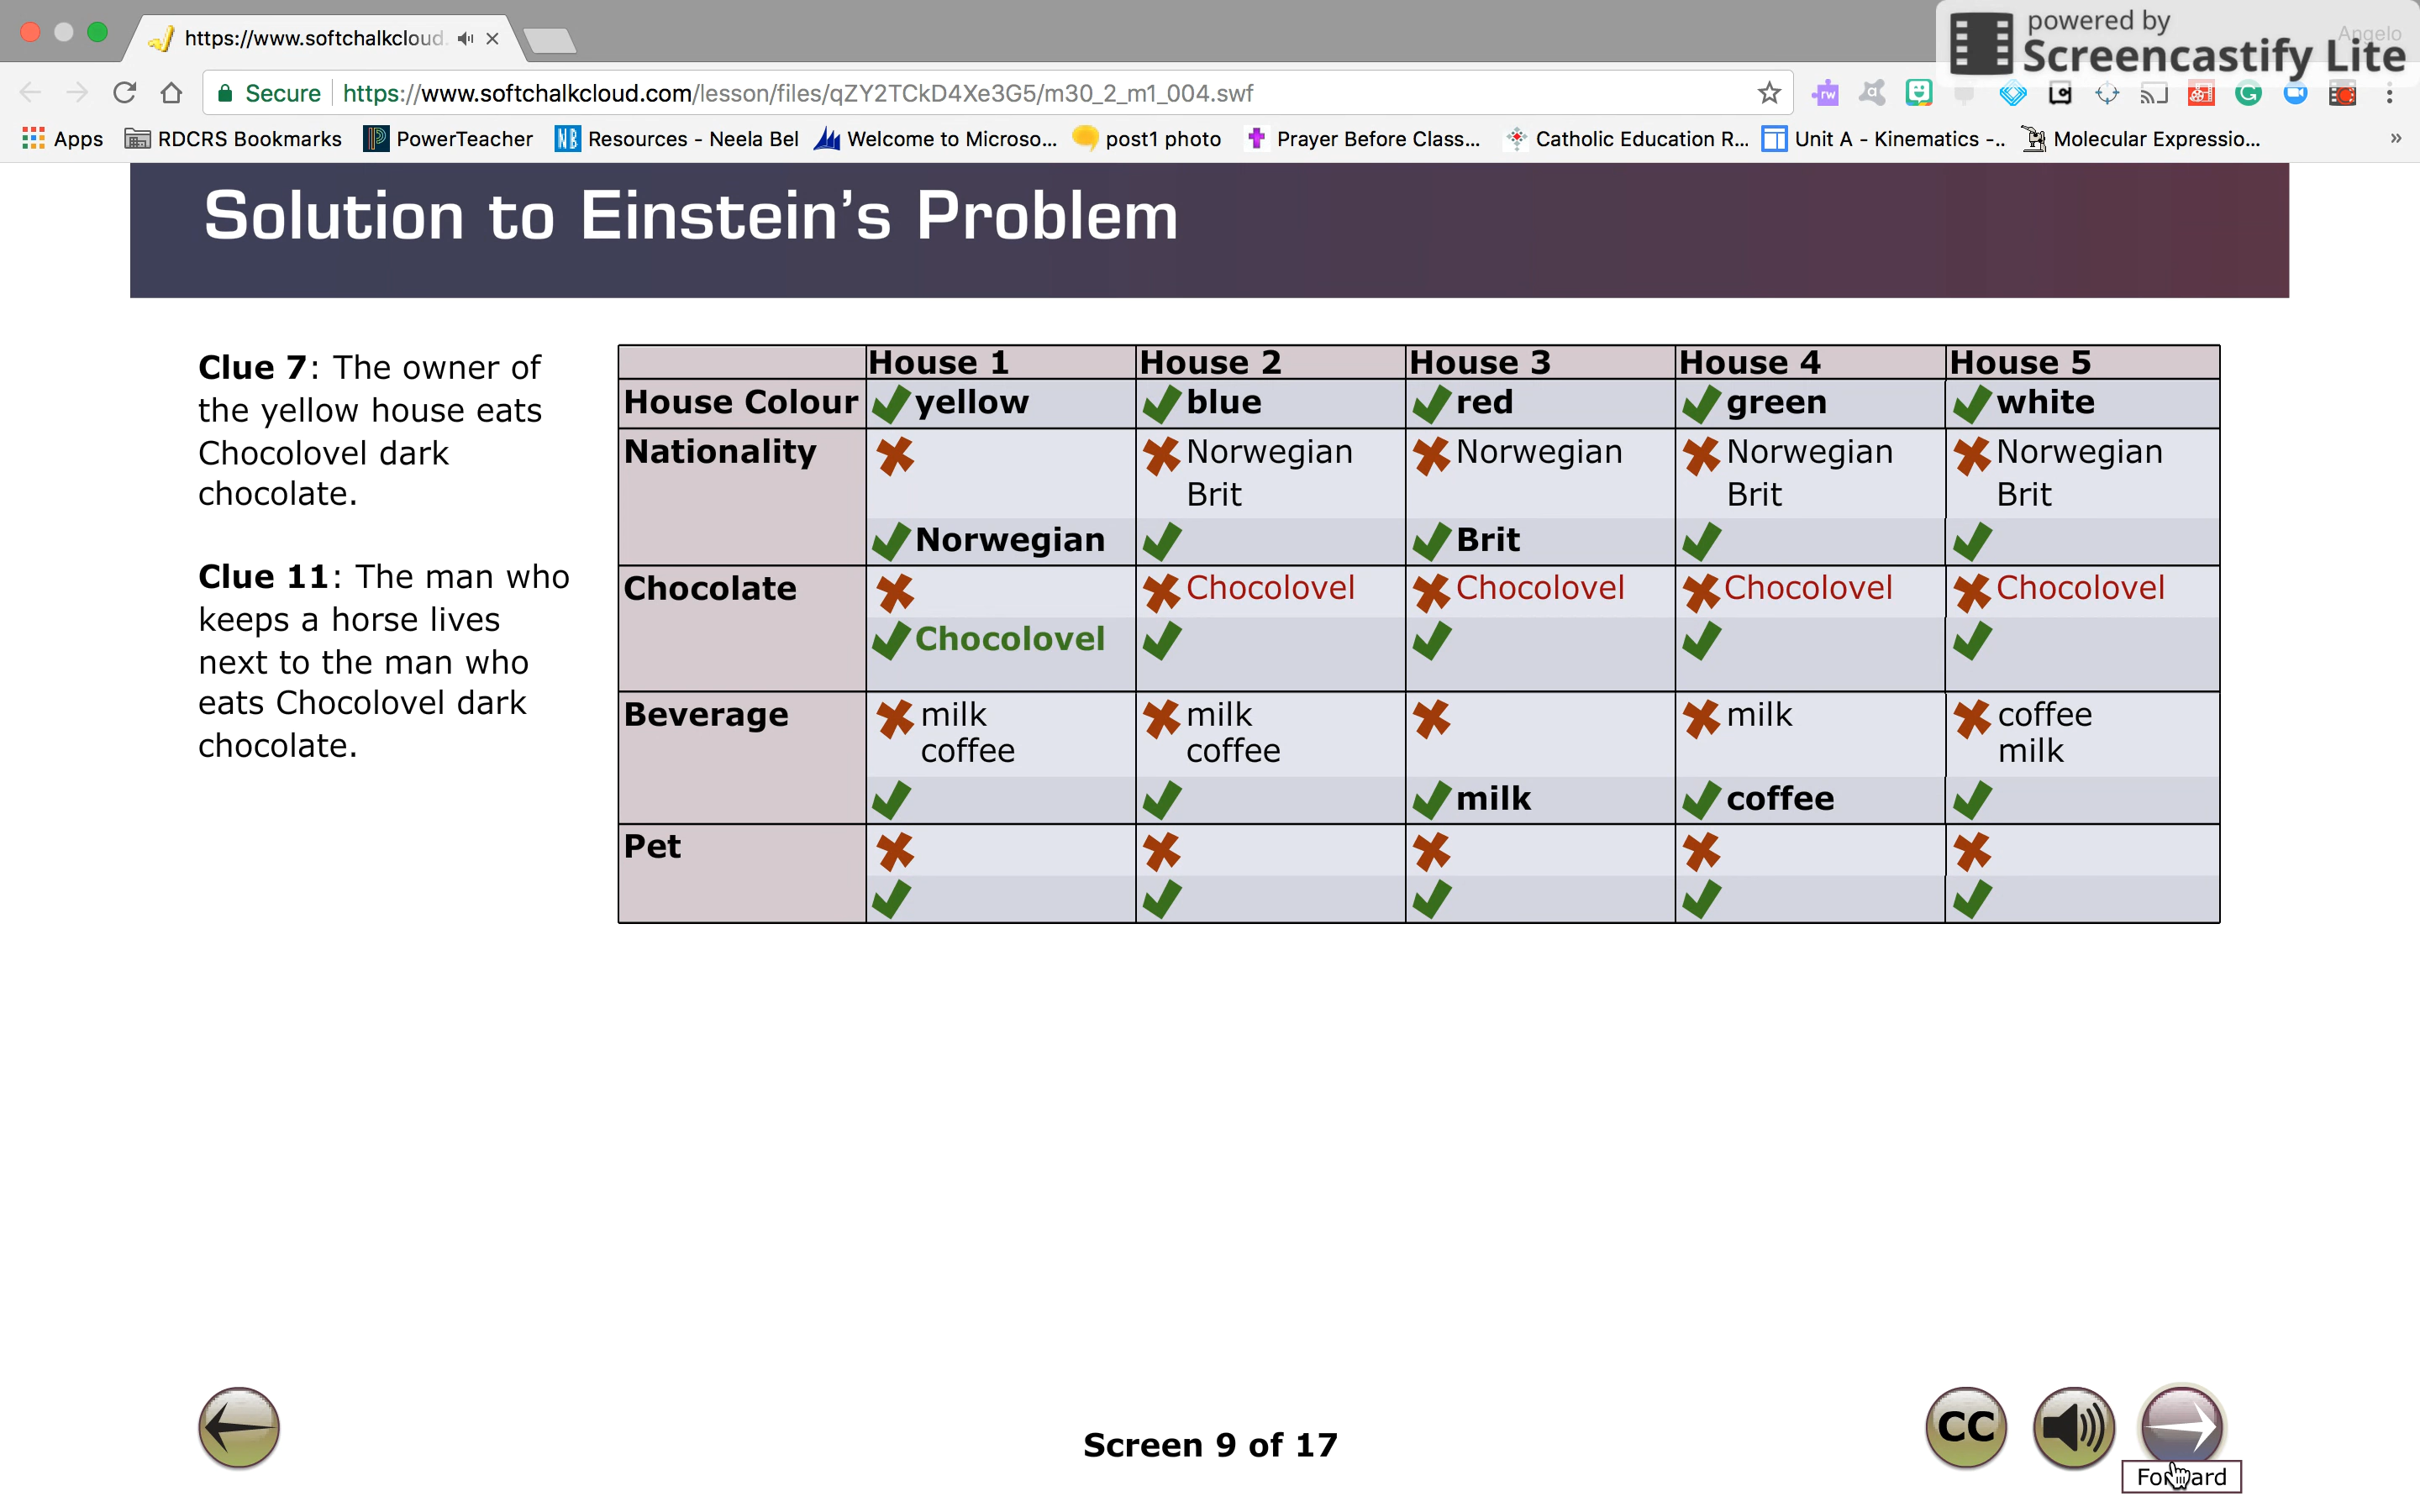 powered by
Screencastify Lite
Angelo
https://www.softchalkcloud.
Secure https://www.softchalkcloud.com/lesson/files/qZY2TCkD4Xe3G5/m30_2_m1_004.swf
Apps RDCRS Bookmarks PowerTeacher Resources - Neela Bel Welcome to Microso... post1 photo Prayer Before Class... Catholic Education R... Unit A - Kinematics -.. Molecular Expressio... »
Solution to Einstein's Problem
Clue 7: The owner of
the yellow house eats
Chocolovel dark
chocolate.
Clue 11: The man who
keeps a horse lives
next to the man who
eats Chocolovel dark
chocolate.
House 1 House 2 House 3 House 4 House 5
House Colour yellow blue red green white
Nationality Norwegian Norwegian Norwegian Norwegian
Brit Brit Brit
Norwegian Brit
Chocolate Chocolovel Chocolovel Chocolovel Chocolovel
Chocolovel
Beverage milk milk milk coffee
coffee coffee milk
milk coffee
Pet
Screen 9 of 17
CC
Forward